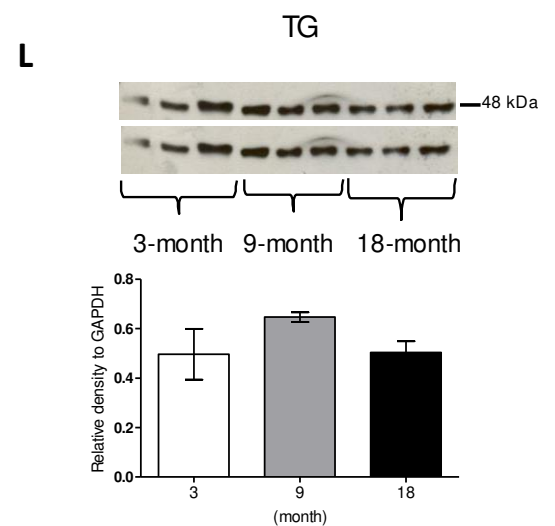 TG
L
48 kDa
3-month 9-month 18-month
Relative density to GAPDH
0.8
0.6
0.4
0.2
0.0
3 9 18
(month)